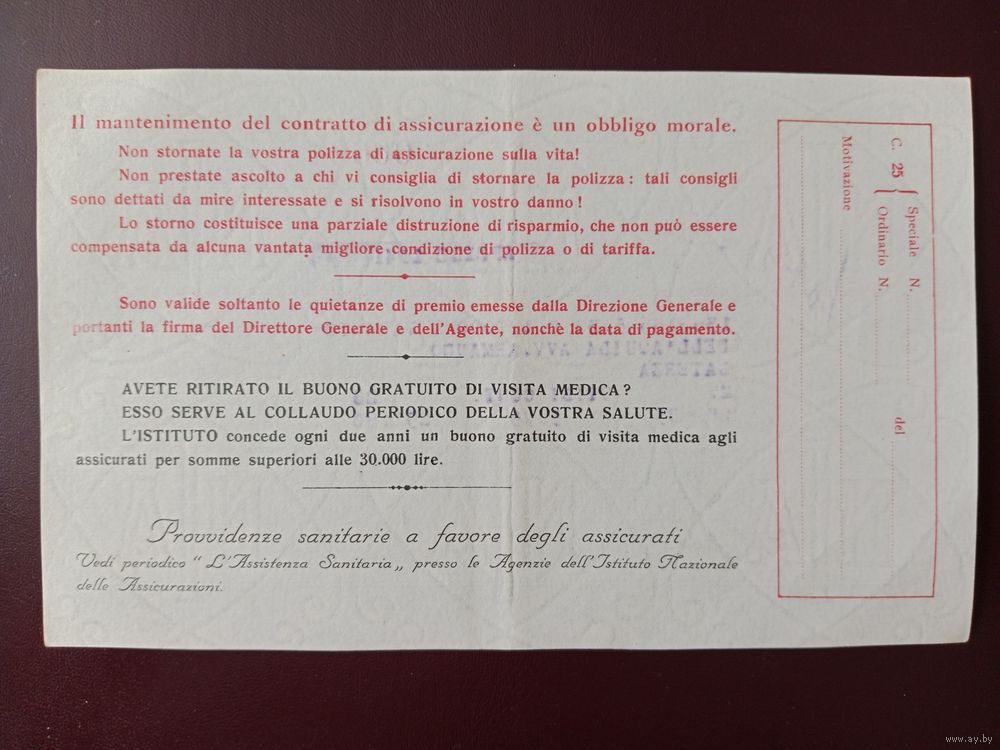 Il mantenimento del contratto di assicurazione è un obbligo morale.
Non stornate la vostra polizza di assicurazione sulla vita!
Non prestate ascolto a chi vi consiglia di stornare la polizza: tali consigli
sono dettati da mire interessate e si risolvono in vostro danno!
Lo storno costituisce una parziale distruzione di risparmio, che non può essere
compensata da alcuna vantata migliore condizione di polizza o di tariffa.
Sono valide soltanto le quietanze di premio emesse dalla Direzione Generale e
portanti la firma del Direttore Generale e dell'Agente, nonchè la data di pagamento.
AVETE RITIRATO IL BUONO GRATUITO DI VISITA MEDICA?
ESSO SERVE AL COLLAUDO PERIODICO DELLA VOSTRA SALUTE.
L'ISTITUTO concede ogni due anni un buono gratuito di visita medica agli
assicurati per somme superiori alle 30.000 lire.
Provvidenze sanitarie a favore degli assicurati
Vedi periodico "L'Assistenza Sanitaria„ presso le Agenzie dell'Istituto Nazionale
delle Assicurazioni.
C. 25 { Speciale N.
Ordinario N. del
Motivazione
www.ay.by